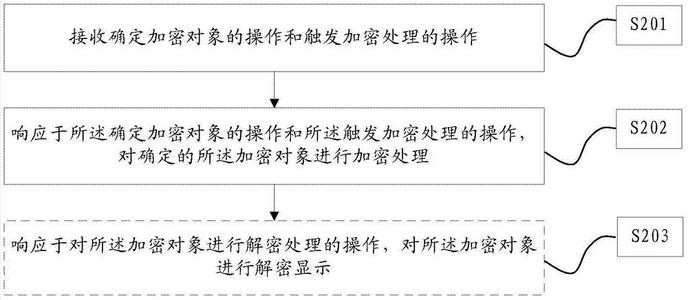 接收确定加密对象的操作和触发加密处理的操作
S201
响应于所述确定加密对象的操作和所述触发加密处理的操作，
对确定的所述加密对象进行加密处理
S202
响应于对所述加密对象进行解密处理的操作，对所述加密对象
进行解密显示
S203